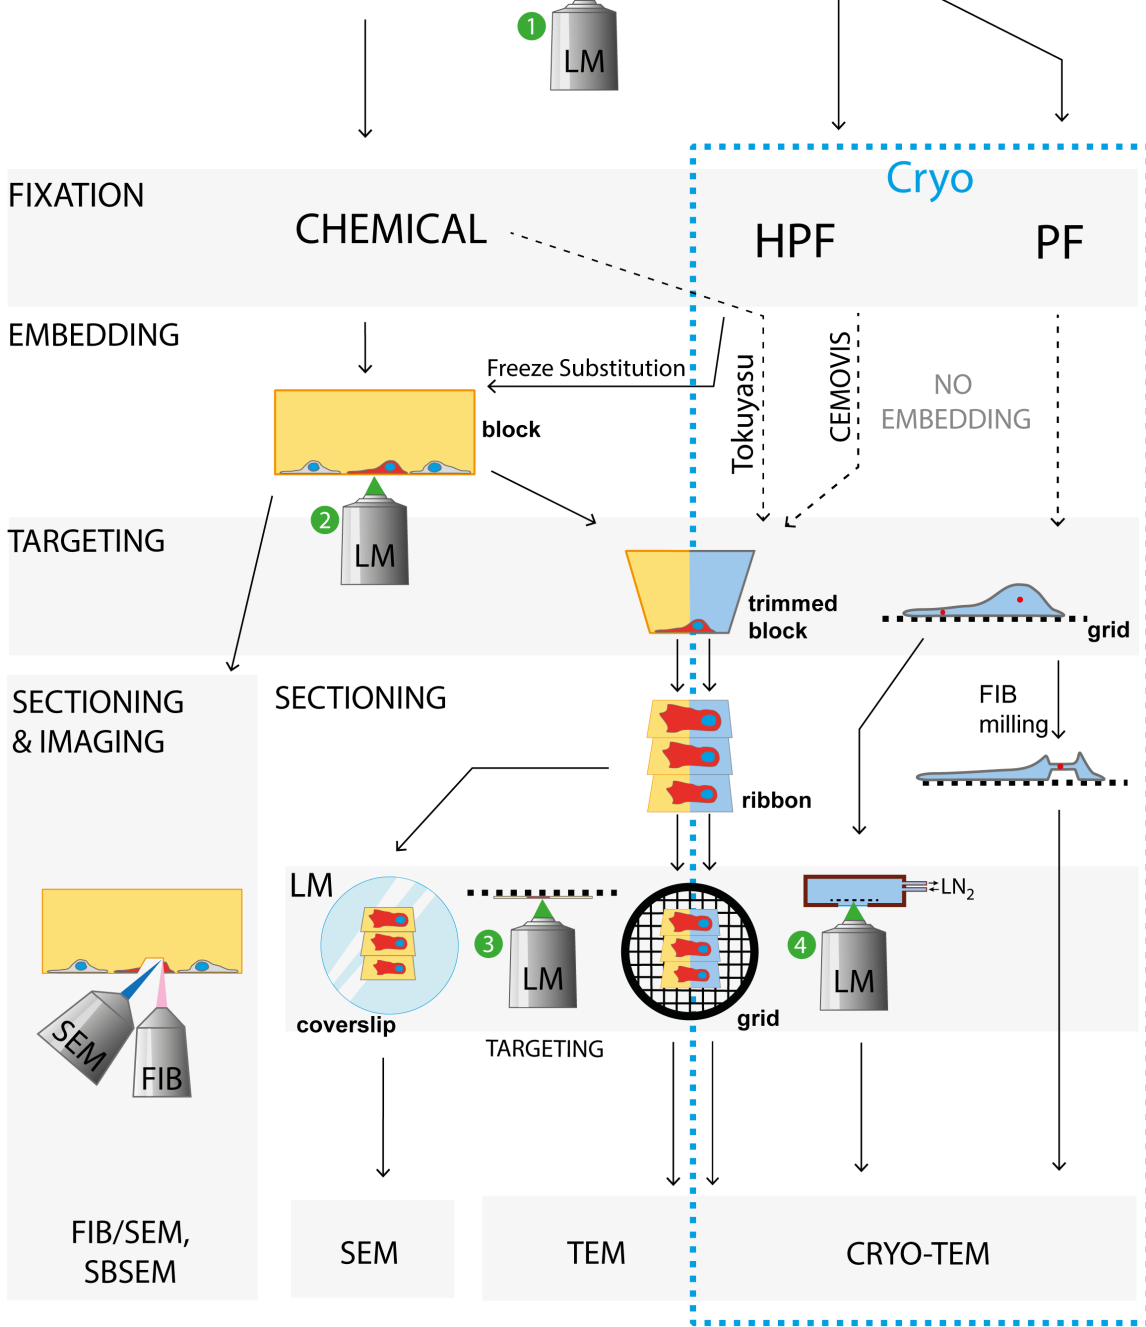 1
LM
Cryo
FIXATION
CHEMICAL
HPF
PF
EMBEDDING
Freeze Substitution
Tokuyasu
CEMOVIS
NO
EMBEDDING
block
2
LM
TARGETING
trimmed
block
grid
SECTIONING
& IMAGING
SECTIONING
FIB
milling
ribbon
LM
LN2
3
LM
4
LM
coverslip
grid
TARGETING
SEM
FIB
FIB/SEM,
SBSEM
SEM
TEM
CRYO-TEM